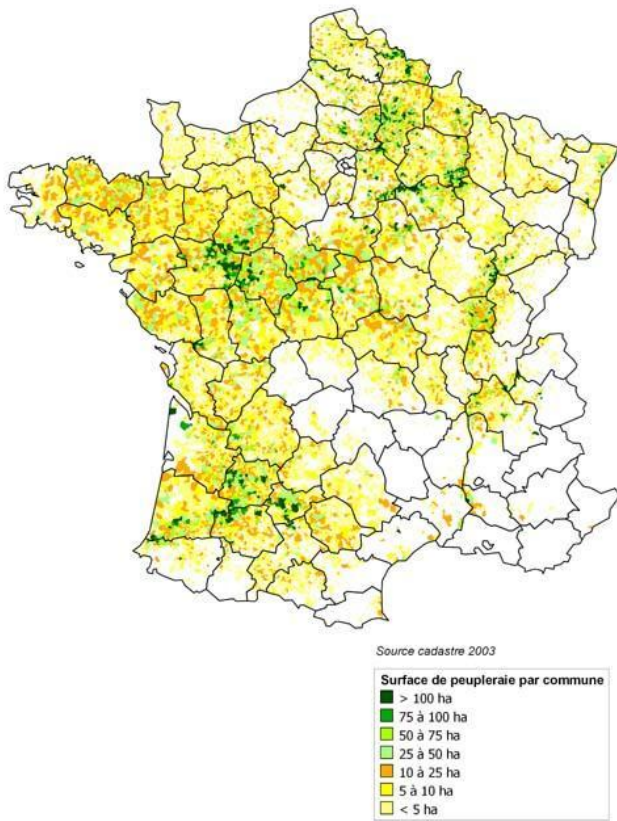 Source cadastre 2003
Surface de peupleraie par commune
> 100 ha
75 à 100 ha
50 à 75 ha
25 à 50 ha
10 à 25 ha
5 à 10 ha
< 5 ha